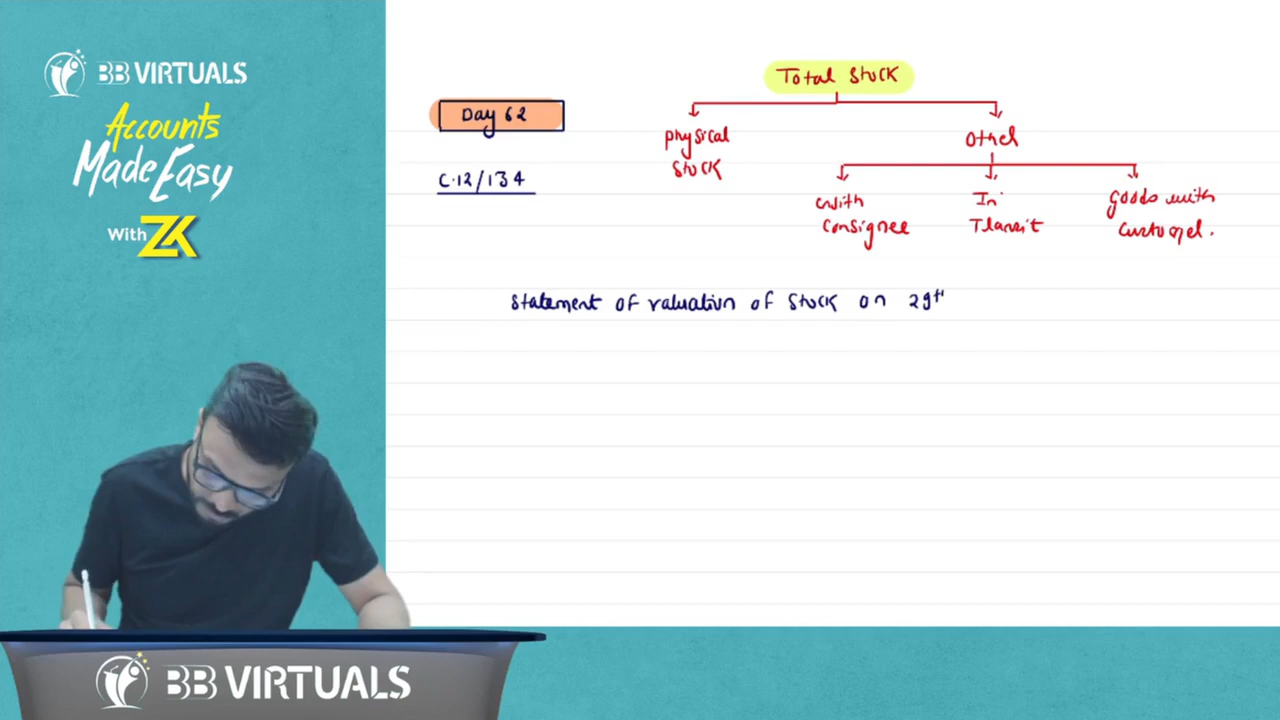 BB VIRTUALS
Accounts
Made Easy
With ZK
Day 62
C.12/134
Total Stock
Physical
Stock
Other
With
Consignee
In
Transit
Goods with
Customer.
Statement of valuation of Stock on 29th
BB VIRTUALS